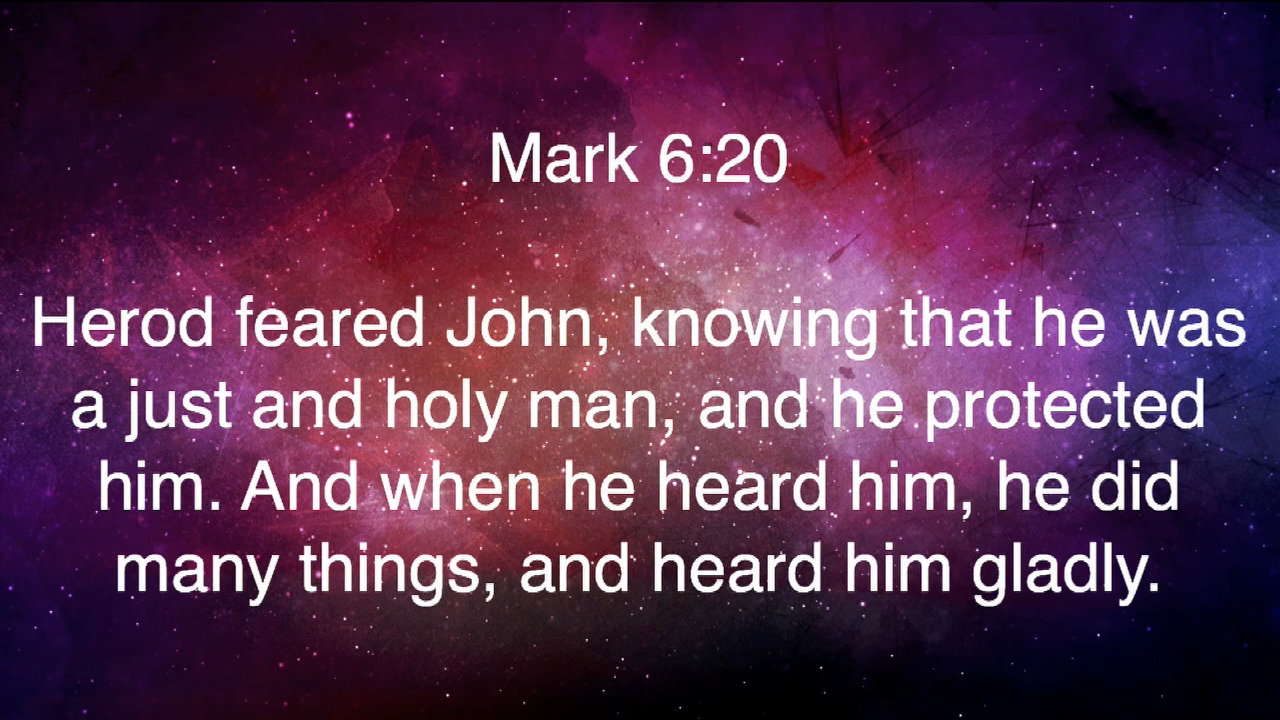 Mark 6:20
Herod feared John, knowing that he was
a just and holy man, and he protected
him. And when he heard him, he did
many things, and heard him gladly.